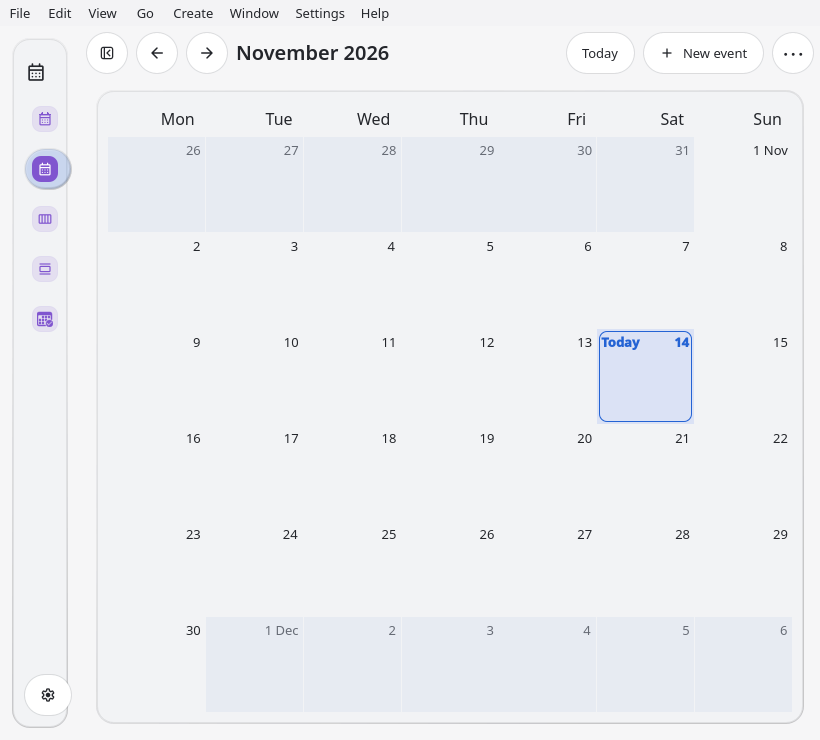 File Edit View Go Create Window Settings Help
November 2026 Today New event
Mon Tue Wed Thu Fri Sat Sun
26 27 28 29 30 31 1 Nov
2 3 4 5 6 7 8
9 10 11 12 13 Today 14 15
16 17 18 19 20 21 22
23 24 25 26 27 28 29
30 1 Dec 2 3 4 5 6